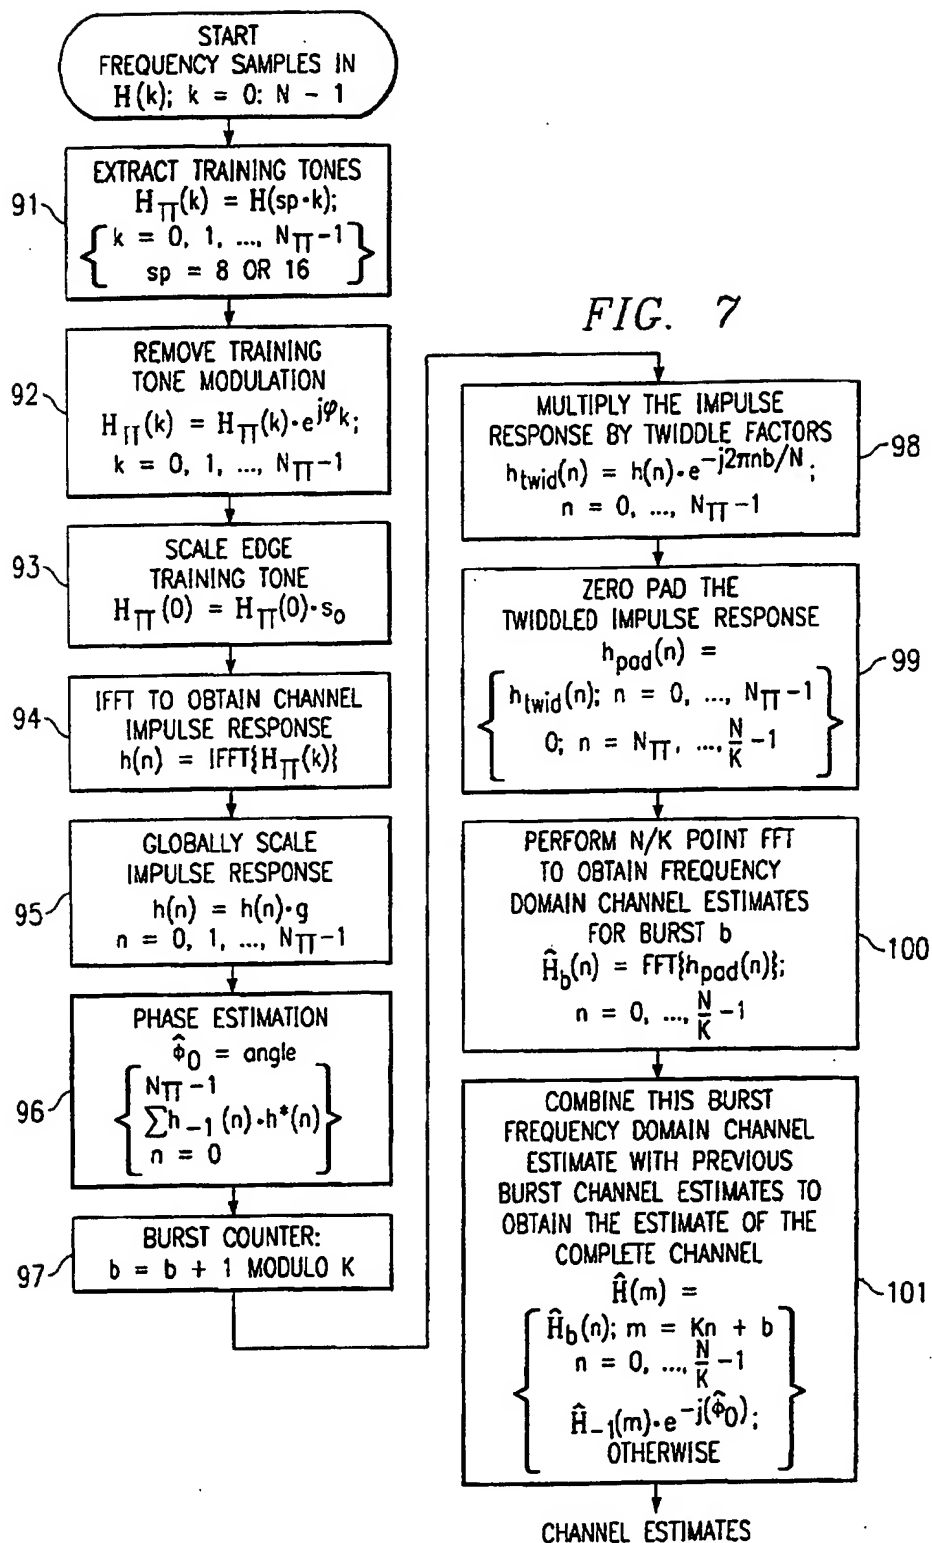 START
FREQUENCY SAMPLES IN
H(k); k = 0: N - 1
91
EXTRACT TRAINING TONES
H_TT(k) = H(sp·k);
{ k = 0, 1, ..., N_TT-1
sp = 8 OR 16 }
92
REMOVE TRAINING
TONE MODULATION
H_TT(k) = H_TT(k)·e^jφk;
k = 0, 1, ..., N_TT-1
93
SCALE EDGE
TRAINING TONE
H_TT(0) = H_TT(0)·s_0
94
IFFT TO OBTAIN CHANNEL
IMPULSE RESPONSE
h(n) = IFFT{H_TT(k)}
95
GLOBALLY SCALE
IMPULSE RESPONSE
h(n) = h(n)·g
n = 0, 1, ..., N_TT-1
96
PHASE ESTIMATION
ϕ̂_0 = angle
N_TT-1
{ ∑h_-1(n)·h*(n) }
n = 0
97
BURST COUNTER:
b = b + 1 MODULO K
FIG. 7
MULTIPLY THE IMPULSE
RESPONSE BY TWIDDLE FACTORS
h_twid(n) = h(n)·e^-j2πnb/N;
n = 0, ..., N_TT-1
98
ZERO PAD THE
TWIDDLED IMPULSE RESPONSE
h_pad(n) =
{ h_twid(n); n = 0, ..., N_TT-1
0; n = N_TT, ..., N/K -1 }
99
PERFORM N/K POINT FFT
TO OBTAIN FREQUENCY
DOMAIN CHANNEL ESTIMATES
FOR BURST b
Ĥ_b(n) = FFT{h_pad(n)};
n = 0, ..., N/K -1
100
COMBINE THIS BURST
FREQUENCY DOMAIN CHANNEL
ESTIMATE WITH PREVIOUS
BURST CHANNEL ESTIMATES TO
OBTAIN THE ESTIMATE OF THE
COMPLETE CHANNEL
Ĥ(m) =
{ Ĥ_b(n); m = Kn + b
n = 0, ..., N/K -1
Ĥ_-1(m)·e^-j(ϕ̂_0);
OTHERWISE }
101
CHANNEL ESTIMATES